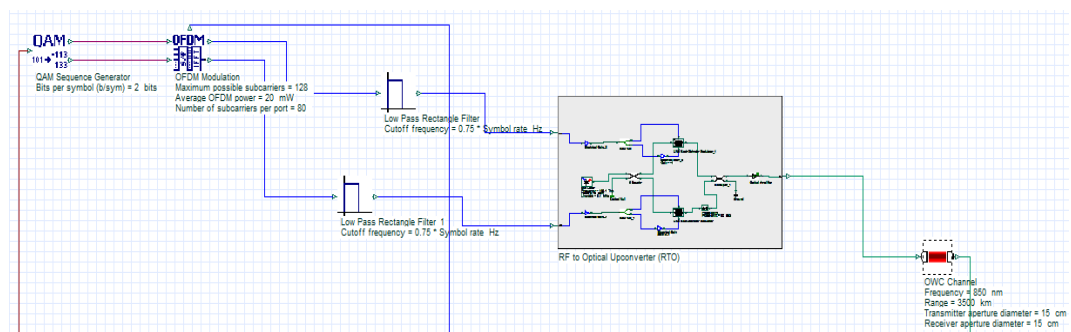 QAM
101
113
133
QAM Sequence Generator
Bits per symbol (b/sym) = 2 bits
OFDM
OFDM Modulation
Maximum possible subcarriers = 128
Average OFDM power = 20 mW
Number of subcarriers per port = 80
Low Pass Rectangle Filter
Cutoff frequency = 0.75 * Symbol rate Hz
Low Pass Rectangle Filter 1
Cutoff frequency = 0.75 * Symbol rate Hz
RF to Optical Upconverter (RTO)
OWC Channel
Frequency = 850 nm
Range = 3500 km
Transmitter aperture diameter = 15 cm
Receiver aperture diameter = 15 cm